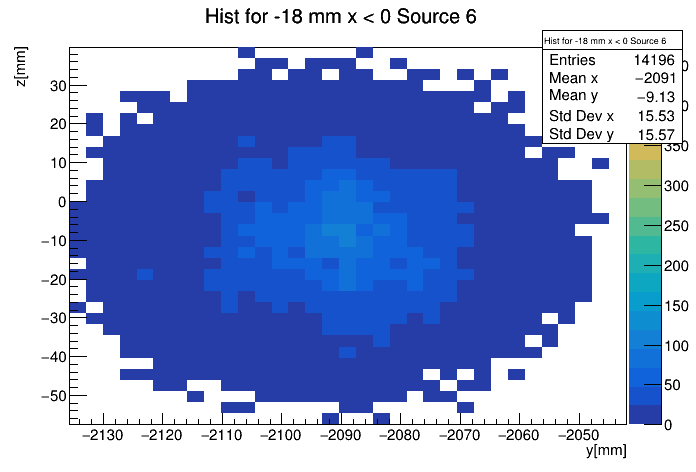 Hist for -18 mm x < 0 Source 6
Hist for -18 mm x < 0 Source 6
Entries 14196
Mean x −2091
Mean y −9.13
Std Dev x 15.53
Std Dev y 15.57
z[mm]
30
20
10
0
−10
−20
−30
−40
−50
−2130 −2120 −2110 −2100 −2090 −2080 −2070 −2060 −2050
y[mm]
350
300
250
200
150
100
50
0